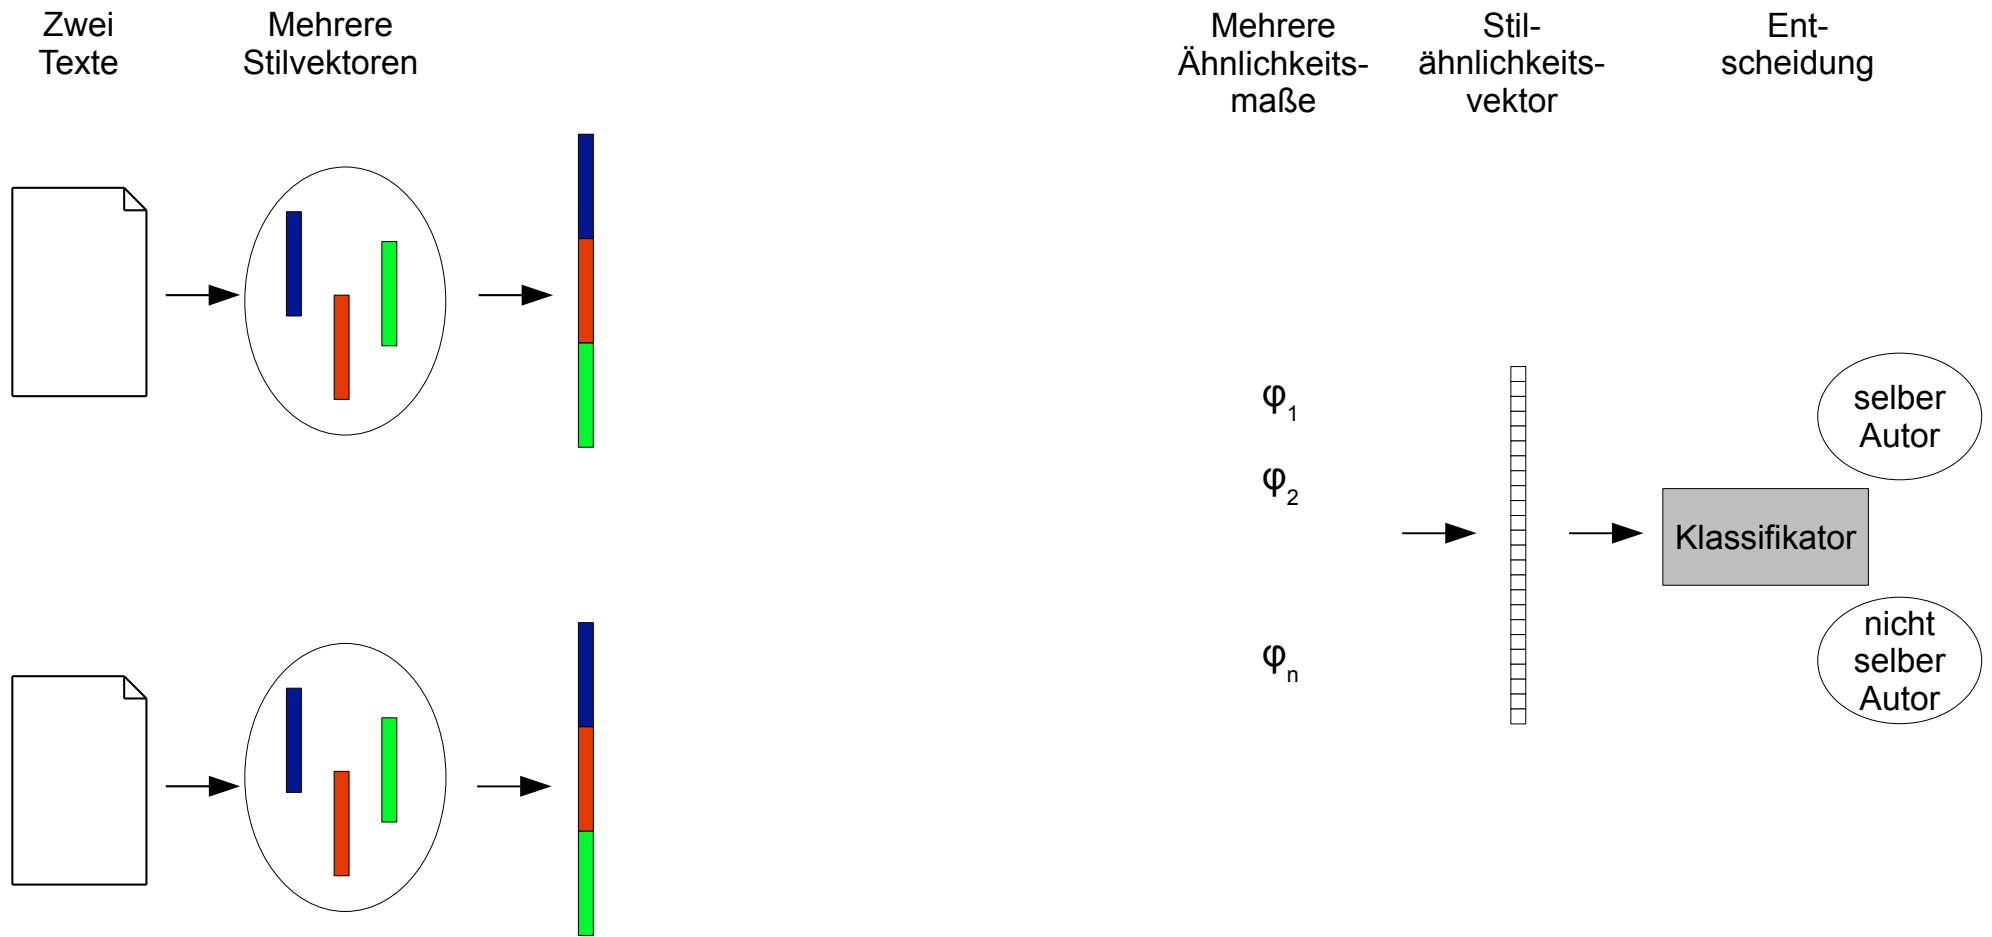 Zwei
Texte
Mehrere
Stilvektoren
Mehrere
Ähnlichkeits-
maße
Stil-
ähnlichkeits-
vektor
Ent-
scheidung
φ1
φ2
φn
Klassifikator
selber
Autor
nicht
selber
Autor